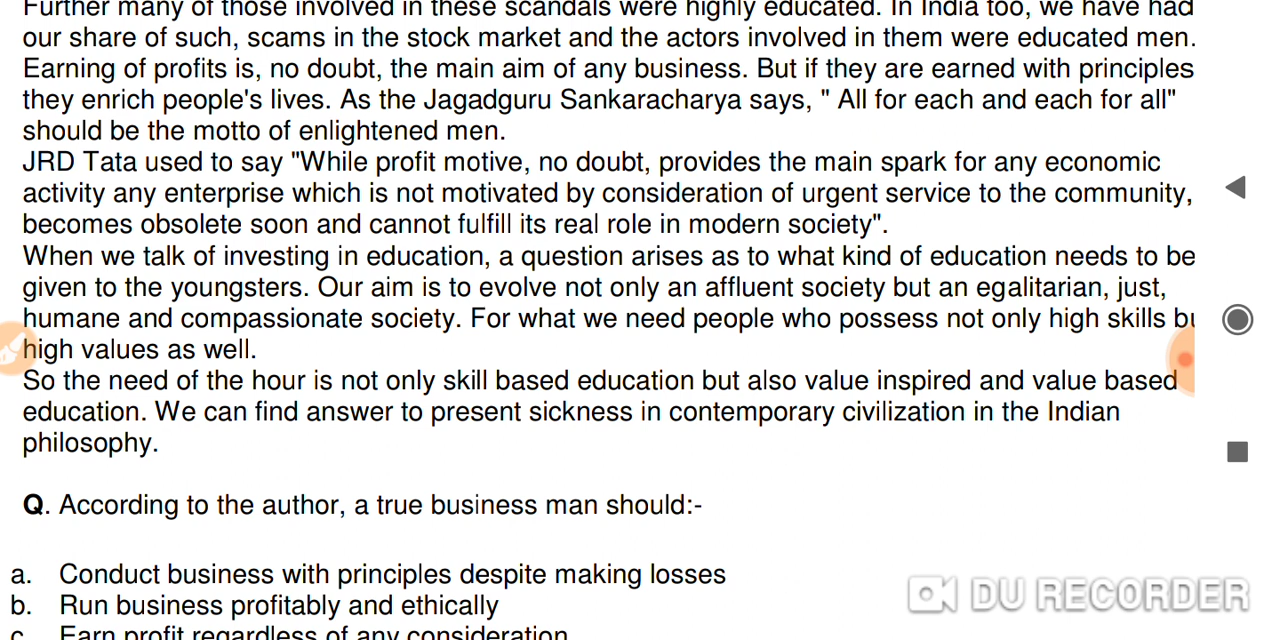 Further many of those involved in these scandals were highly educated. In India too, we have had
our share of such, scams in the stock market and the actors involved in them were educated men.
Earning of profits is, no doubt, the main aim of any business. But if they are earned with principles
they enrich people's lives. As the Jagadguru Sankaracharya says, " All for each and each for all"
should be the motto of enlightened men.
JRD Tata used to say "While profit motive, no doubt, provides the main spark for any economic
activity any enterprise which is not motivated by consideration of urgent service to the community,
becomes obsolete soon and cannot fulfill its real role in modern society".
When we talk of investing in education, a question arises as to what kind of education needs to be
given to the youngsters. Our aim is to evolve not only an affluent society but an egalitarian, just,
humane and compassionate society. For what we need people who possess not only high skills
high values as well.
So the need of the hour is not only skill based education but also value inspired and value based
education. We can find answer to present sickness in contemporary civilization in the Indian
philosophy.
Q. According to the author, a true business man should:-
a. Conduct business with principles despite making losses
b. Run business profitably and ethically
c. Earn profit regardless of any consideration
DU RECORDER